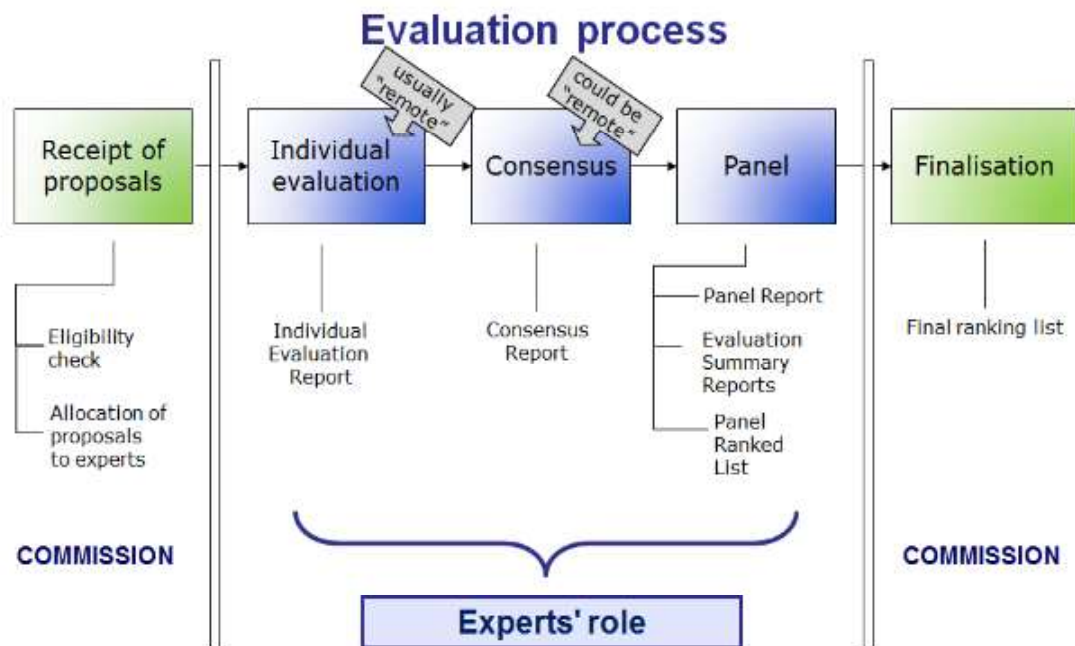 Evaluation process
usually
"remote"
could be
"remote"
Receipt of
proposals
Individual
evaluation
Consensus
Panel
Finalisation
Eligibility
check
Allocation of
proposals
to experts
Individual
Evaluation
Report
Consensus
Report
Panel Report
Evaluation
Summary
Reports
Panel
Ranked
List
Final ranking list
COMMISSION
COMMISSION
Experts' role